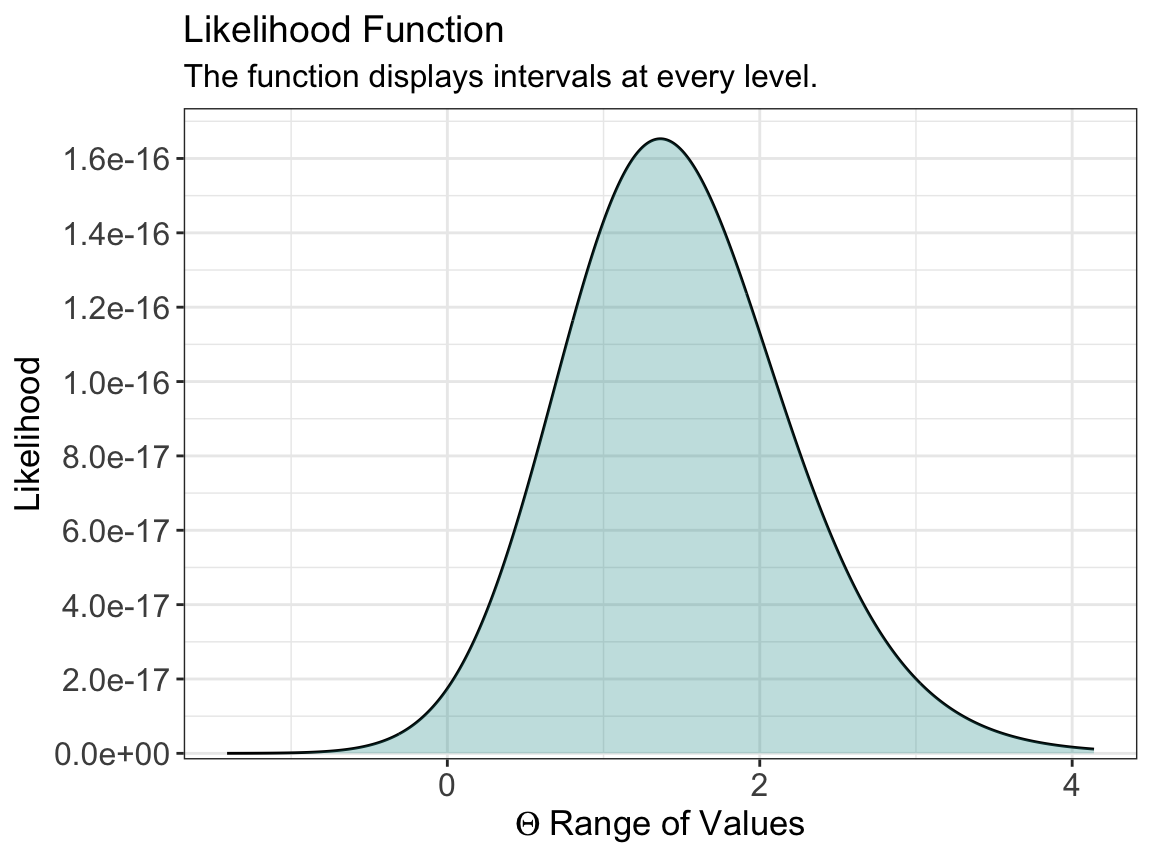 Likelihood Function
The function displays intervals at every level.
Likelihood
1.6e-16
1.4e-16
1.2e-16
1.0e-16
8.0e-17
6.0e-17
4.0e-17
2.0e-17
0.0e+00
0
2
4
Θ Range of Values